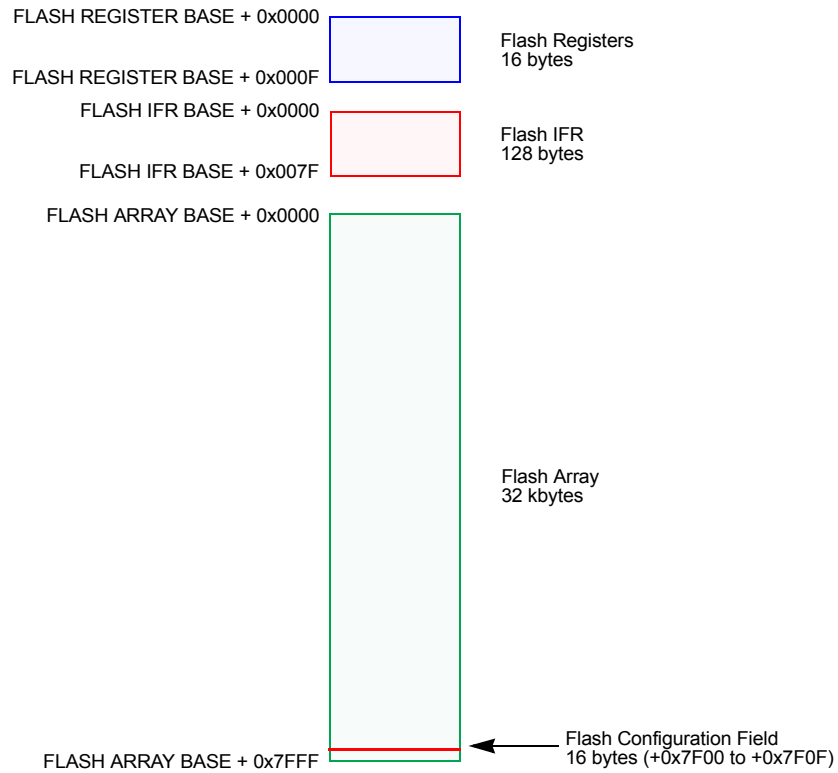 FLASH REGISTER BASE + 0x0000
Flash Registers
16 bytes
FLASH REGISTER BASE + 0x000F
FLASH IFR BASE + 0x0000
Flash IFR
128 bytes
FLASH IFR BASE + 0x007F
FLASH ARRAY BASE + 0x0000
Flash Array
32 kbytes
Flash Configuration Field
16 bytes (+0x7F00 to +0x7F0F)
FLASH ARRAY BASE + 0x7FFF